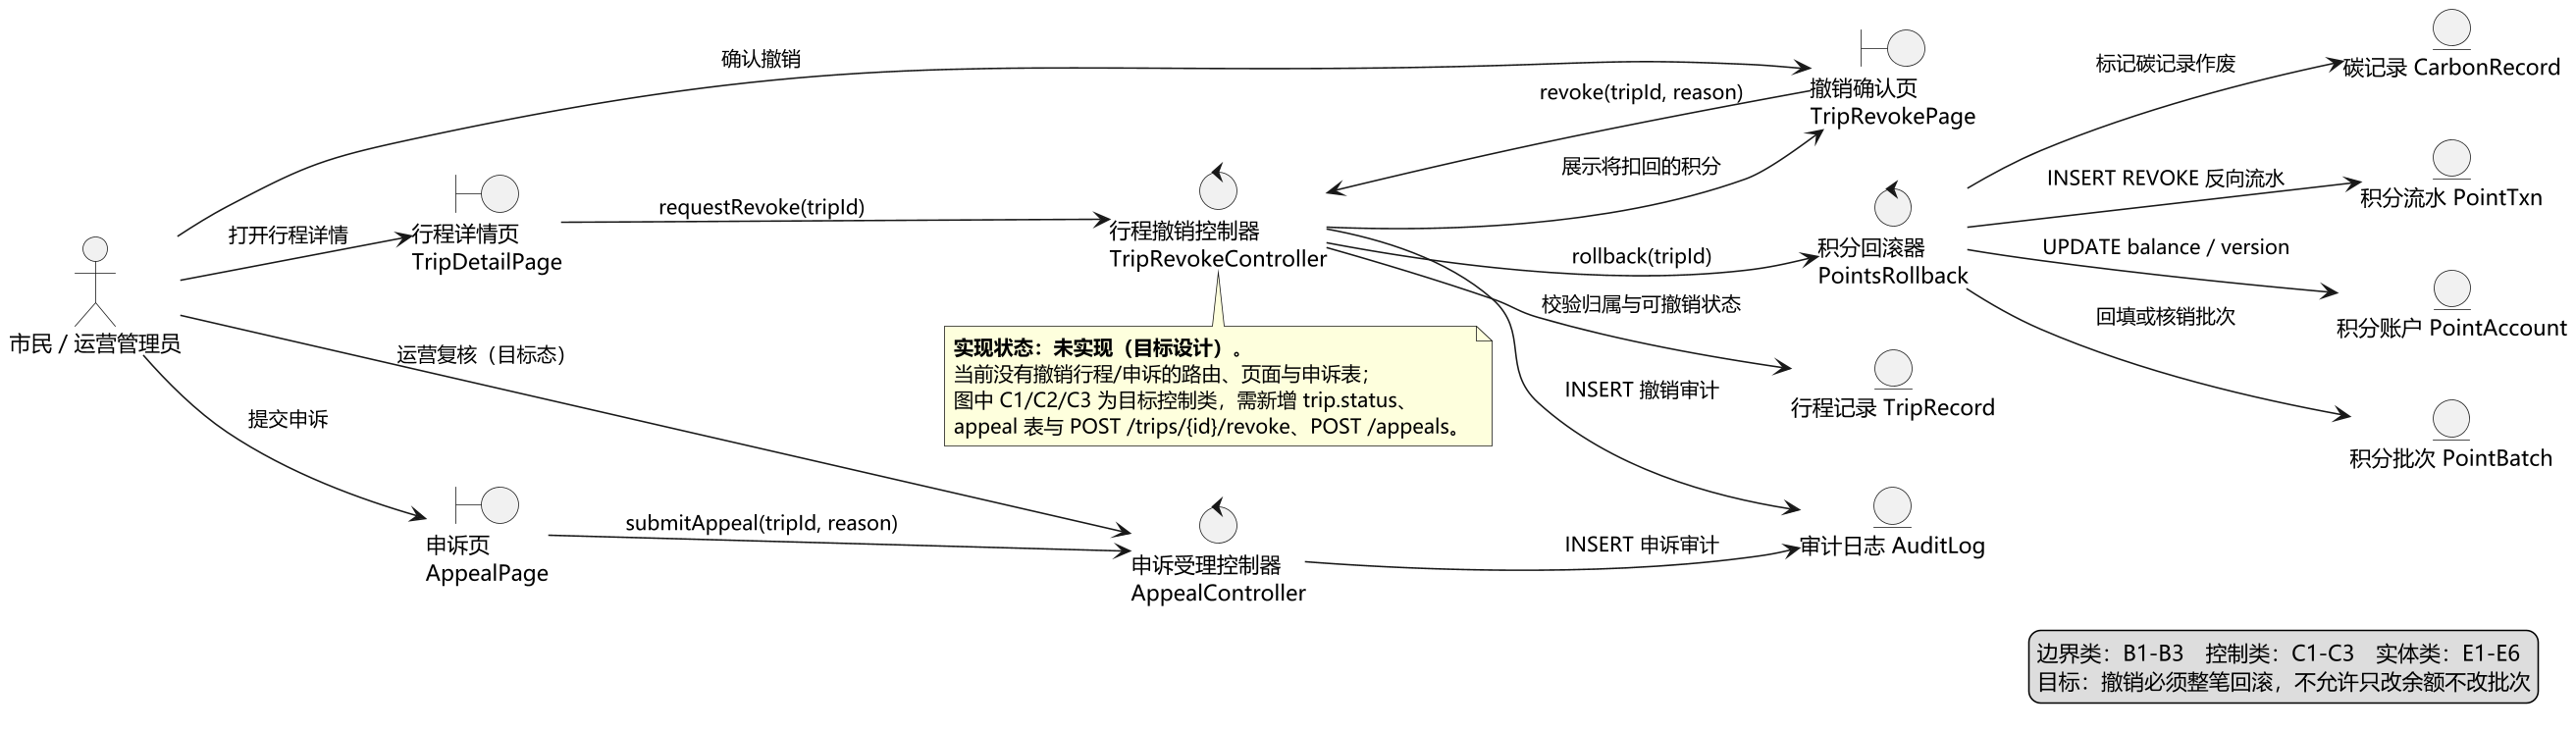 碳记录 CarbonRecord
确认撤销
标记碳记录作废
撤销确认页
TripRevokePage
revoke(tripId, reason)
展示将扣回的积分
INSERT REVOKE 反向流水
积分流水 PointTxn
requestRevoke(tripId)
打开行程详情
行程详情页
TripDetailPage
行程撤销控制器
TripRevokeController
rollback(tripId)
积分回滚器
PointsRollback
UPDATE balance / version
校验归属与可撤销状态
回填或核销批次
积分账户 PointAccount
市民 / 运营管理员
运营复核（目标态）
实现状态：未实现（目标设计）。
当前没有撤销行程/申诉的路由、页面与申诉表；
图中 C1/C2/C3 为目标控制类，需新增 trip.status、
appeal 表与 POST /trips/{id}/revoke、POST /appeals。
INSERT 撤销审计
行程记录 TripRecord
提交申诉
积分批次 PointBatch
submitAppeal(tripId, reason)
申诉页
AppealPage
申诉受理控制器
AppealController
INSERT 申诉审计
审计日志 AuditLog
边界类：B1-B3 控制类：C1-C3 实体类：E1-E6
目标：撤销必须整笔回滚，不允许只改余额不改批次